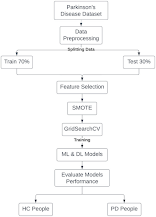 Parkinson's
Disease Dataset
Data
Preprocessing
Splitting Data
Train 70%
Test 30%
Feature Selection
SMOTE
GridSearchCV
Training
ML & DL Models
Evaluate Models
Performance
HC People
PD People